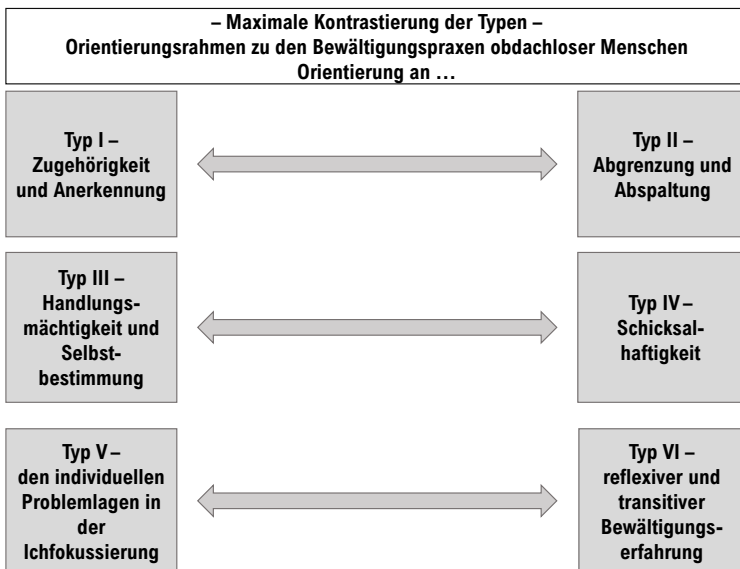 – Maximale Kontrastierung der Typen –
Orientierungsrahmen zu den Bewältigungspraxen obdachloser Menschen
Orientierung an …
Typ I –
Zugehörigkeit
und Anerkennung
Typ II –
Abgrenzung und
Abspaltung
Typ III –
Handlungs-
mächtigkeit und
Selbst-
bestimmung
Typ IV –
Schicksal-
haftigkeit
Typ V –
den individuellen
Problemlagen in
der
Ichfokussierung
Typ VI –
reflexiver und
transitiver
Bewältigungs-
erfahrung